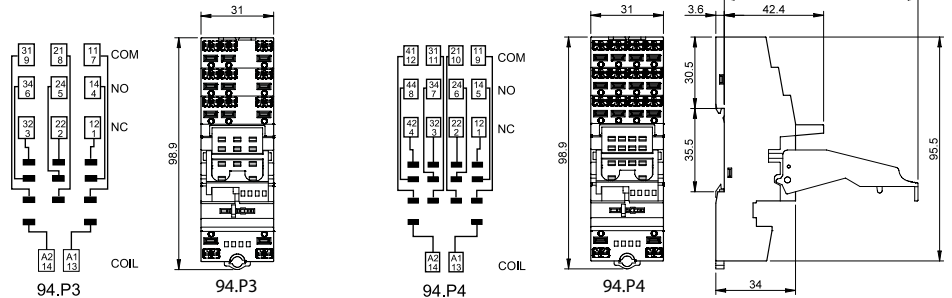 31 21 11
9 8 7
COM
34 24 14
6 5 4
NO
32 22 12
3 2 1
NC
A2 A1
14 13
COIL
94.P3
31
98.9
94.P3
41 31 21 11
12 11 10 9
COM
44 34 24 14
8 7 6 5
NO
42 32 22 12
4 3 2 1
NC
A2 A1
14 13
COIL
94.P4
31
98.9
94.P4
3.6
42.4
30.5
35.5
95.5
34